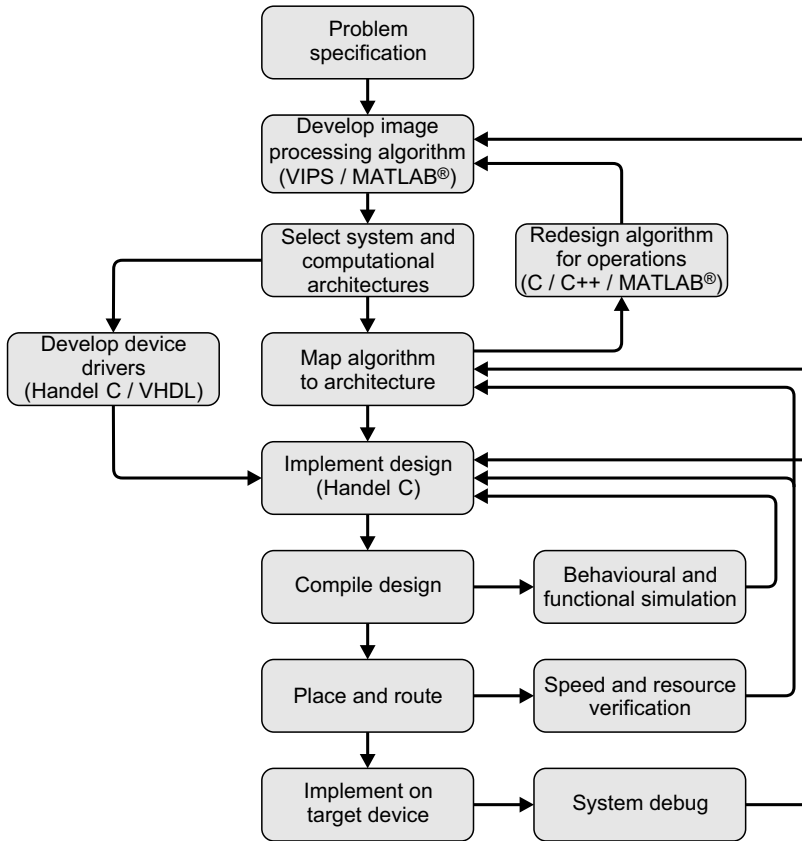 Problem
specification
Develop image
processing algorithm
(VIPS / MATLAB®)
Select system and
computational
architectures
Redesign algorithm
for operations
(C / C++ / MATLAB®)
Develop device
drivers
(Handel C / VHDL)
Map algorithm
to architecture
Implement design
(Handel C)
Compile design
Behavioural and
functional simulation
Place and route
Speed and resource
verification
Implement on
target device
System debug